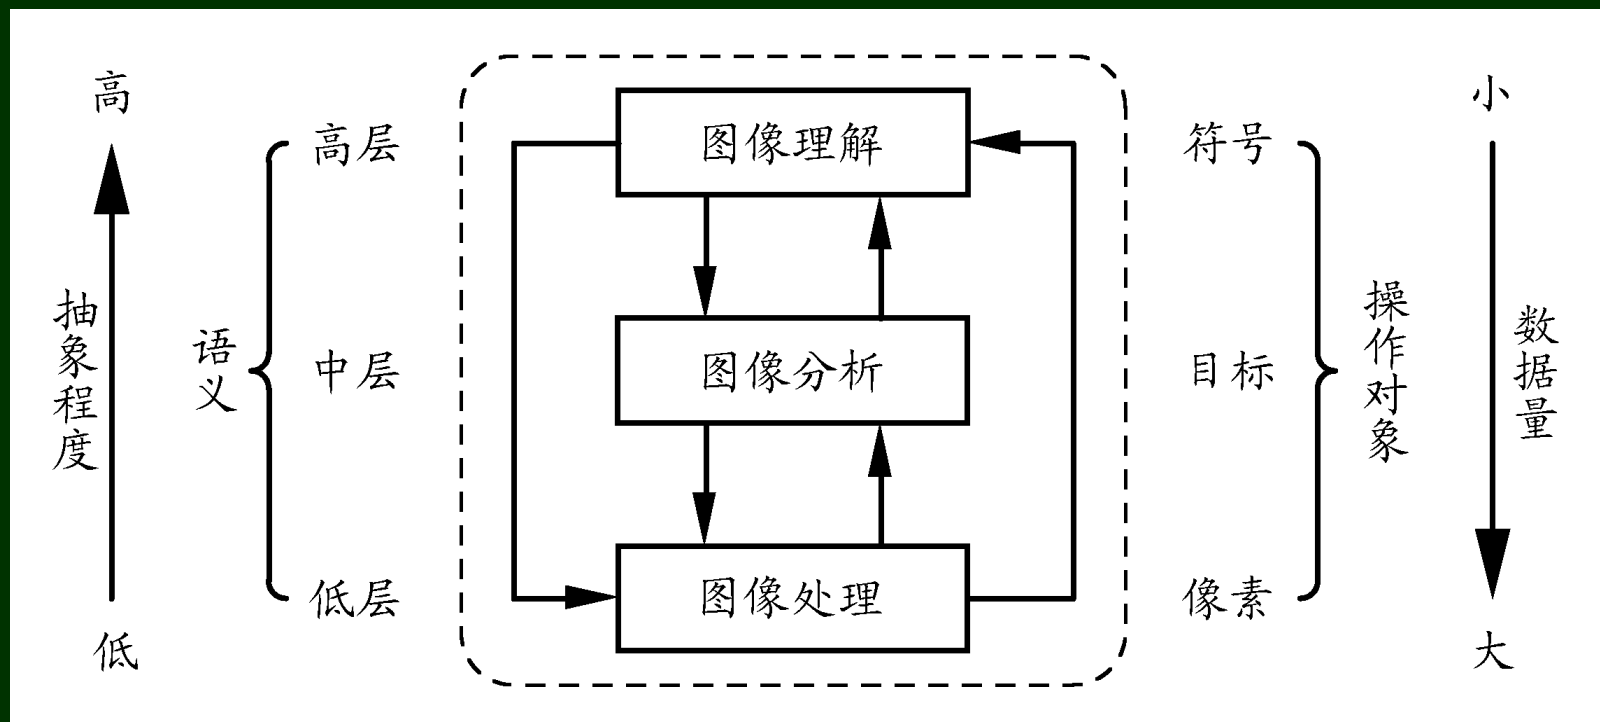 高
小
高层
图像理解
符号
抽象程度
语义
中层
图像分析
目标
操作对象
数据量
低层
图像处理
像素
低
大